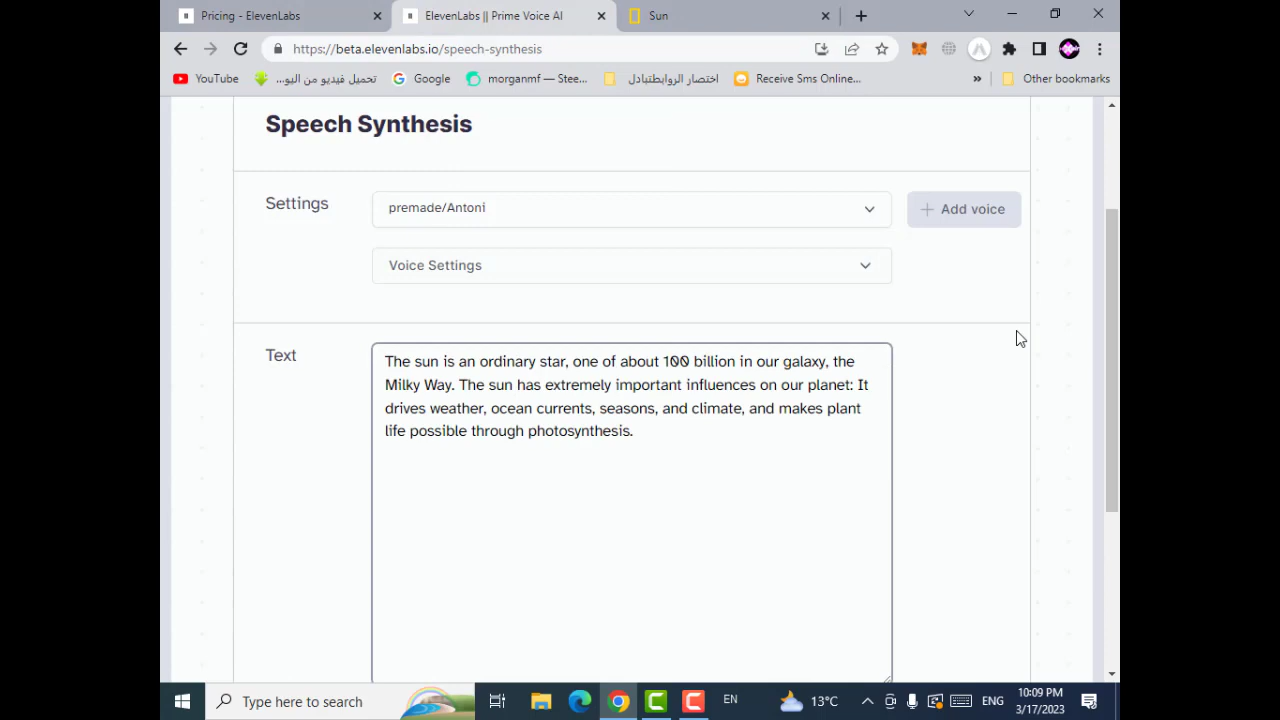 Pricing - ElevenLabs
ElevenLabs || Prime Voice AI
Sun
https://beta.elevenlabs.io/speech-synthesis
YouTube
تحميل فيديو من اليو...
Google
morganmf — Stee...
اختصار الروابطتبادل
Receive Sms Online...
»
Other bookmarks
Speech Synthesis
Settings
premade/Antoni
+ Add voice
Voice Settings
Text
The sun is an ordinary star, one of about 100 billion in our galaxy, the
Milky Way. The sun has extremely important influences on our planet: It
drives weather, ocean currents, seasons, and climate, and makes plant
life possible through photosynthesis.
Type here to search
EN
13°C
ENG
10:09 PM
3/17/2023